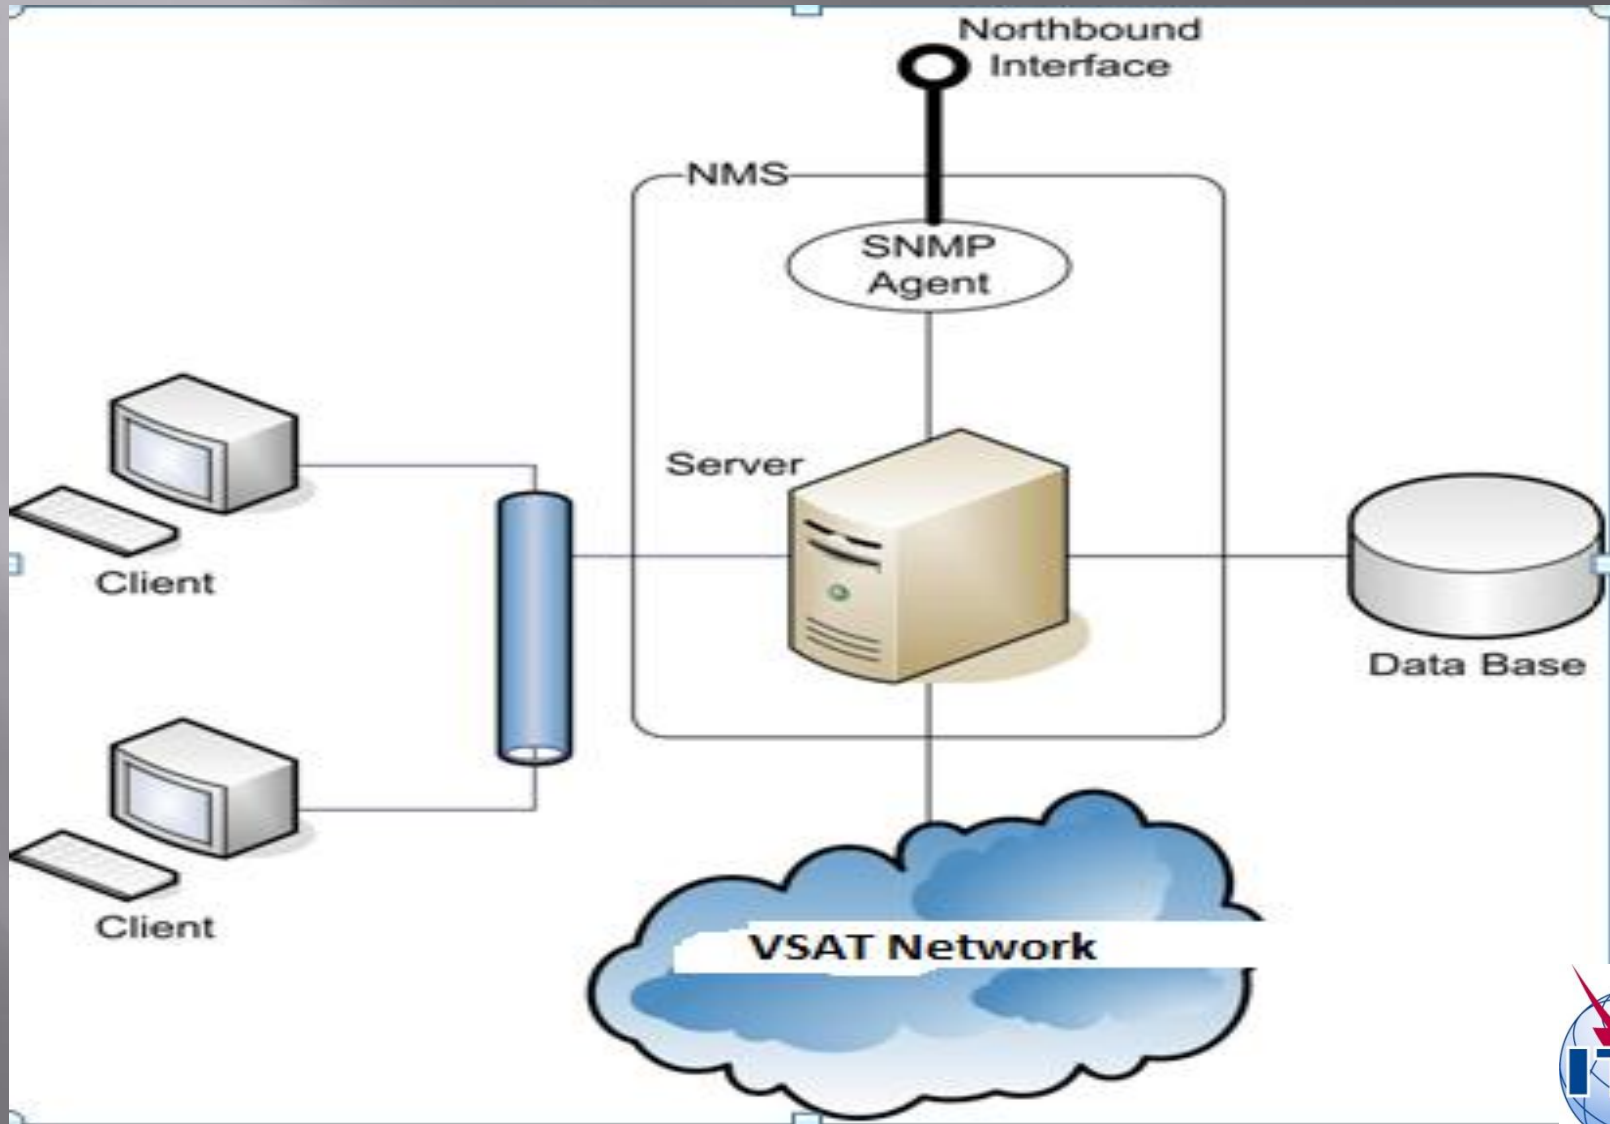 Northbound
Interface
NMS
SNMP
Agent
Server
Client
Data Base
Client
VSAT Network